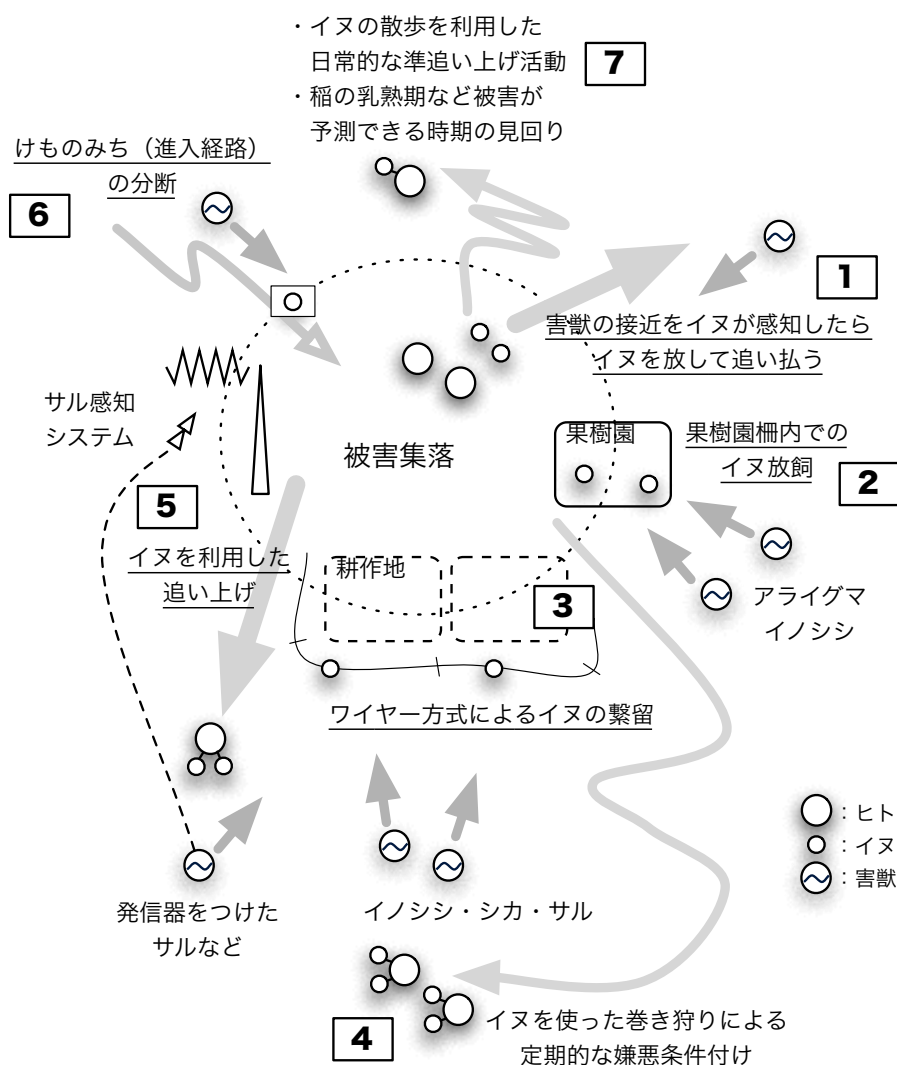 ・イヌの散歩を利用した
日常的な準追い上げ活動
・稲の乳熟期など被害が
予測できる時期の見回り
7
けものみち（進入経路）
の分断
6
1
害獣の接近をイヌが感知したら
イヌを放して追い払う
サル感知
システム
被害集落
果樹園
果樹園柵内での
イヌ放飼
2
5
イヌを利用した
追い上げ
耕作地
3
アライグマ
イノシシ
ワイヤー方式によるイヌの繋留
：ヒト
：イヌ
：害獣
発信器をつけた
サルなど
イノシシ・シカ・サル
4
イヌを使った巻き狩りによる
定期的な嫌悪条件付け